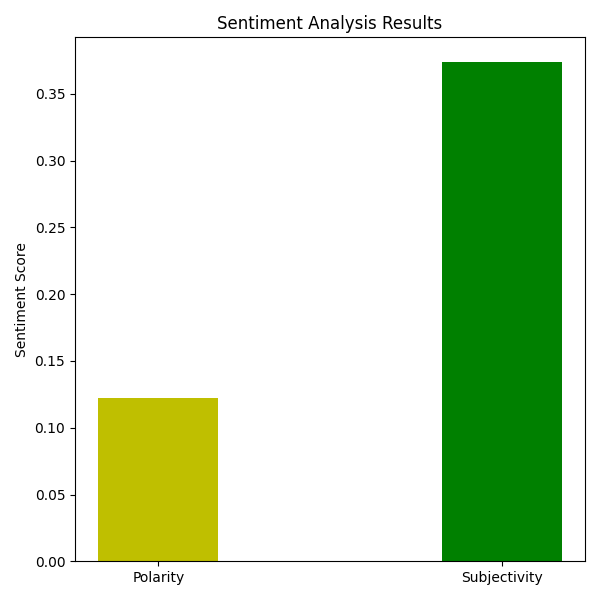 Sentiment Analysis Results
Sentiment Score
0.35
0.30
0.25
0.20
0.15
0.10
0.05
0.00
Polarity
Subjectivity